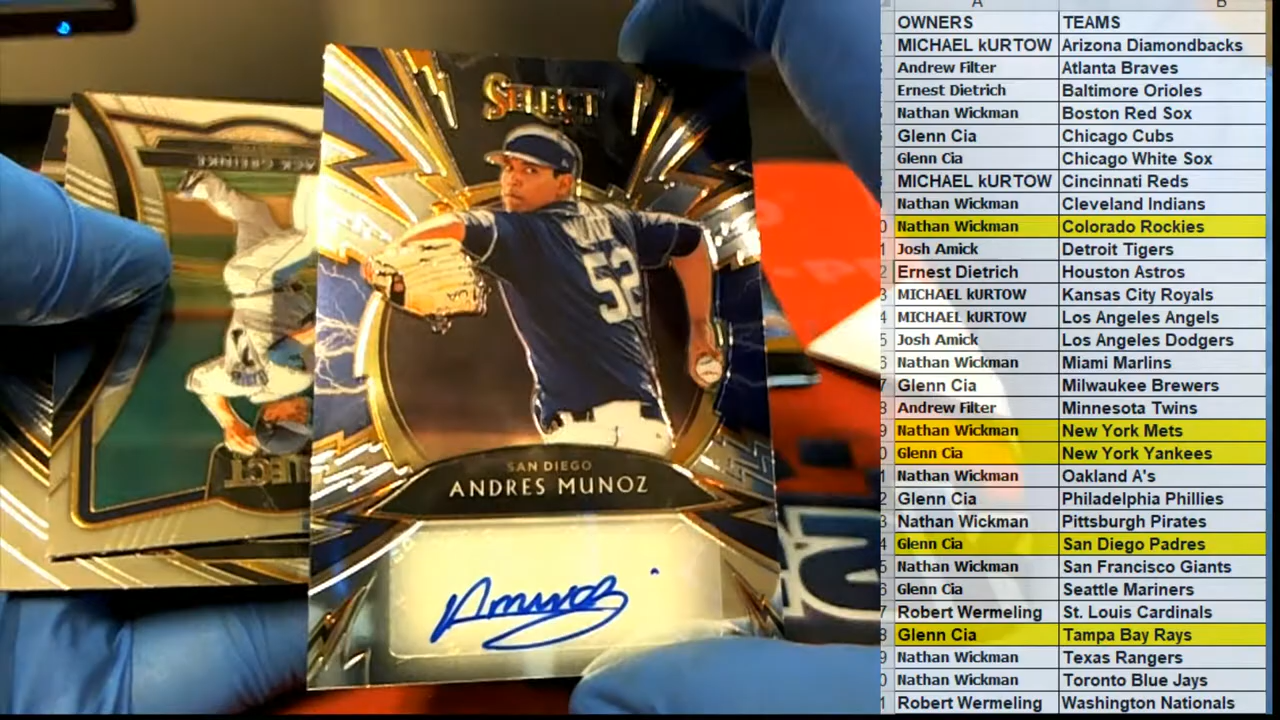 SELECT
52
SAN DIEGO
ANDRES MUNOZ
A B
OWNERS TEAMS
MICHAEL kURTOW Arizona Diamondbacks
Andrew Filter Atlanta Braves
Ernest Dietrich Baltimore Orioles
Nathan Wickman Boston Red Sox
Glenn Cia Chicago Cubs
Glenn Cia Chicago White Sox
MICHAEL kURTOW Cincinnati Reds
Nathan Wickman Cleveland Indians
Nathan Wickman Colorado Rockies
Josh Amick Detroit Tigers
Ernest Dietrich Houston Astros
MICHAEL kURTOW Kansas City Royals
MICHAEL kURTOW Los Angeles Angels
Josh Amick Los Angeles Dodgers
Nathan Wickman Miami Marlins
Glenn Cia Milwaukee Brewers
Andrew Filter Minnesota Twins
Nathan Wickman New York Mets
Glenn Cia New York Yankees
Nathan Wickman Oakland A's
Glenn Cia Philadelphia Phillies
Nathan Wickman Pittsburgh Pirates
Glenn Cia San Diego Padres
Nathan Wickman San Francisco Giants
Glenn Cia Seattle Mariners
Robert Wermeling St. Louis Cardinals
Glenn Cia Tampa Bay Rays
Nathan Wickman Texas Rangers
Nathan Wickman Toronto Blue Jays
Robert Wermeling Washington Nationals